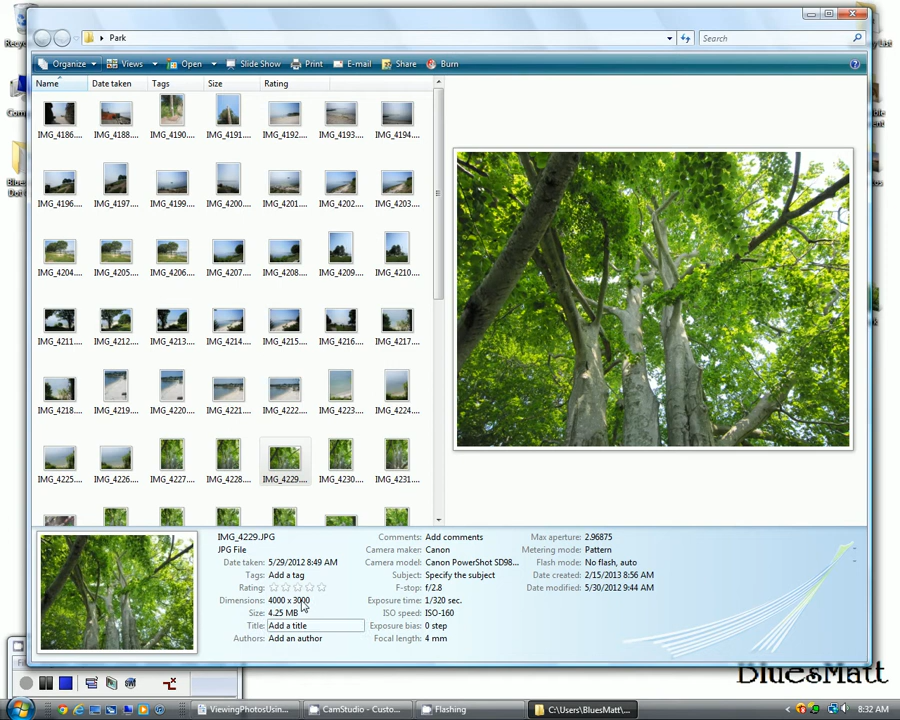 Park
Search
Organize Views Open Slide Show Print E-mail Share Burn
Name Date taken Tags Size Rating
IMG_4186.... IMG_4188.... IMG_4190.... IMG_4191.... IMG_4192.... IMG_4193.... IMG_4194....
IMG_4196.... IMG_4197.... IMG_4199.... IMG_4200.... IMG_4201.... IMG_4202.... IMG_4203....
IMG_4204.... IMG_4205.... IMG_4206.... IMG_4207.... IMG_4208.... IMG_4209.... IMG_4210....
IMG_4211.... IMG_4212.... IMG_4213.... IMG_4214.... IMG_4215.... IMG_4216.... IMG_4217....
IMG_4218.... IMG_4219.... IMG_4220.... IMG_4221.... IMG_4222.... IMG_4223.... IMG_4224....
IMG_4225.... IMG_4226.... IMG_4227.... IMG_4228.... IMG_4229.... IMG_4230.... IMG_4231....
IMG_4229.JPG
JPG File
Date taken: 5/29/2012 8:49 AM
Tags: Add a tag
Rating:
Dimensions: 4000 x 3000
Size: 4.25 MB
Title: Add a title
Authors: Add an author
Comments: Add comments
Camera maker: Canon
Camera model: Canon PowerShot SD98...
Subject: Specify the subject
F-stop: f/2.8
Exposure time: 1/320 sec.
ISO speed: ISO-160
Exposure bias: 0 step
Focal length: 4 mm
Max aperture: 2.96875
Metering mode: Pattern
Flash mode: No flash, auto
Date created: 2/15/2013 8:56 AM
Date modified: 5/30/2012 9:44 AM
BluesMatt
ViewingPhotosUsin... CamStudio - Custo... Flashing C:\Users\BluesMatt\... 8:32 AM